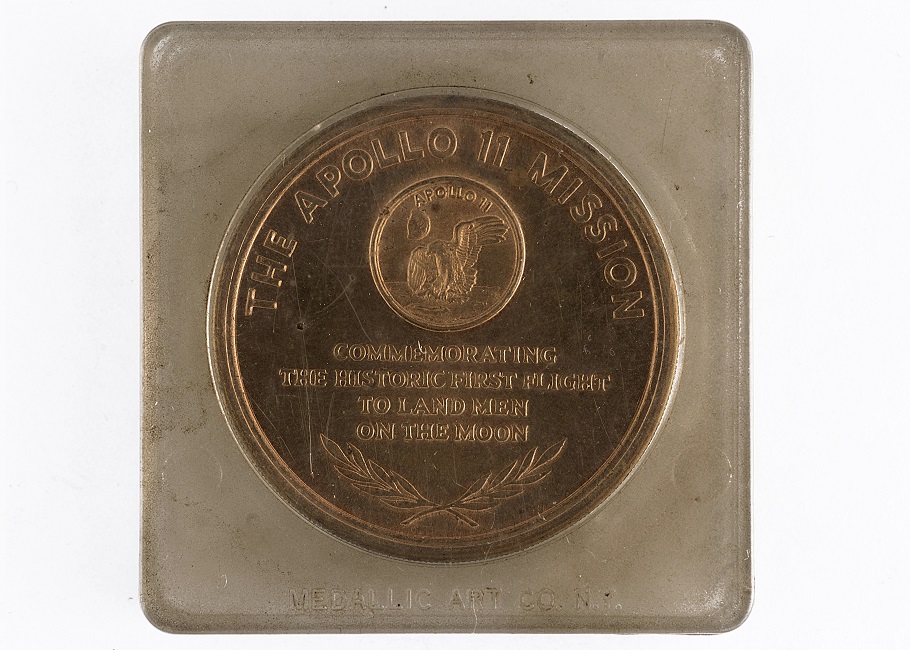 THE APOLLO 11 MISSION
APOLLO 11
COMMEMORATING
THE HISTORIC FIRST FLIGHT
TO LAND MEN
ON THE MOON
MEDALLIC ART CO. N.Y.